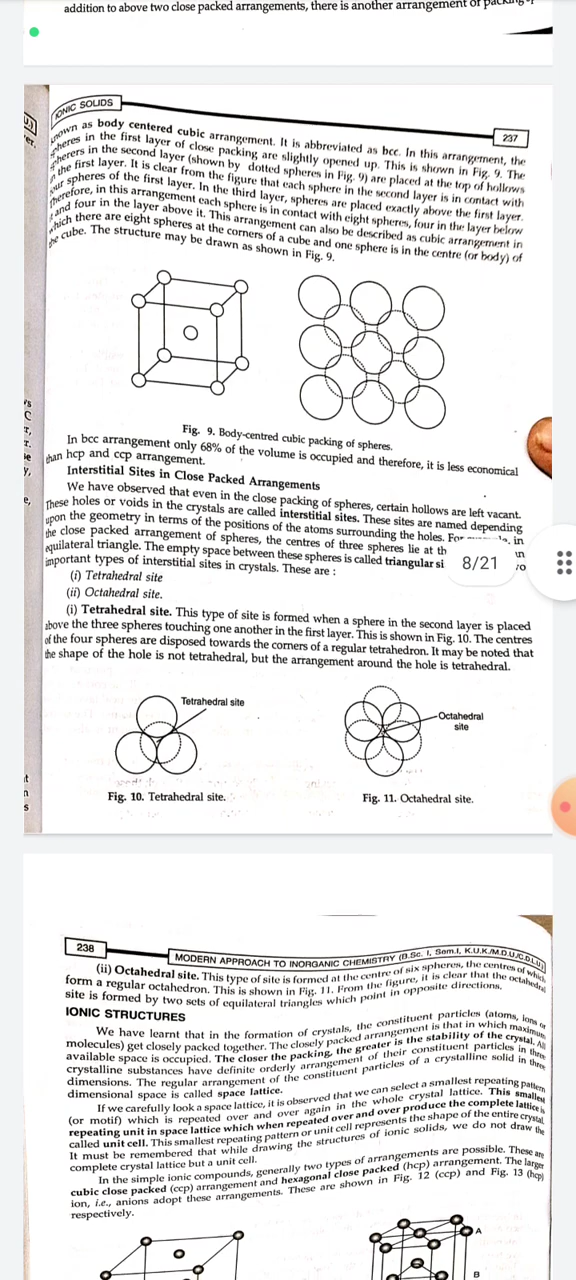 addition to above two close packed arrangements, there is another arrangement of packing
IONIC SOLIDS
237
known as body centered cubic arrangement. It is abbreviated as bcc. In this arrangement, the
spheres in the first layer of close packing are slightly opened up. This is shown in Fig. 9. The
spherers in the second layer (shown by dotted spheres in Fig. 9) are placed at the top of hollows
in the first layer. It is clear from the figure that each sphere in the second layer is in contact with
four spheres of the first layer. In the third layer, spheres are placed exactly above the first layer.
Therefore, in this arrangement each sphere is in contact with eight spheres, four in the layer below
and four in the layer above it. This arrangement can also be described as cubic arrangement in
which there are eight spheres at the corners of a cube and one sphere is in the centre (or body) of
the cube. The structure may be drawn as shown in Fig. 9.
Fig. 9. Body-centred cubic packing of spheres.
In bcc arrangement only 68% of the volume is occupied and therefore, it is less economical
than hcp and ccp arrangement.
Interstitial Sites in Close Packed Arrangements
We have observed that even in the close packing of spheres, certain hollows are left vacant.
These holes or voids in the crystals are called interstitial sites. These sites are named depending
upon the geometry in terms of the positions of the atoms surrounding the holes. For in
the close packed arrangement of spheres, the centres of three spheres lie at th
equilateral triangle. The empty space between these spheres is called triangular si
important types of interstitial sites in crystals. These are :
8/21
(i) Tetrahedral site
(ii) Octahedral site.
(i) Tetrahedral site. This type of site is formed when a sphere in the second layer is placed
above the three spheres touching one another in the first layer. This is shown in Fig. 10. The centres
of the four spheres are disposed towards the corners of a regular tetrahedron. It may be noted that
the shape of the hole is not tetrahedral, but the arrangement around the hole is tetrahedral.
Tetrahedral site
Octahedral
site
Fig. 10. Tetrahedral site.
Fig. 11. Octahedral site.
238
MODERN APPROACH TO INORGANIC CHEMISTRY (B.Sc. I, Sem.I, K.U.K./M.D.U./C.D.L.U)
(ii) Octahedral site. This type of site is formed at the centre of six spheres, the centres of which
form a regular octahedron. This is shown in Fig. 11. From the figure, it is clear that the octahedral
site is formed by two sets of equilateral triangles which point in opposite directions.
IONIC STRUCTURES
We have learnt that in the formation of crystals, the constituent particles (atoms, ions or
molecules) get closely packed together. The closely packed arrangement is that in which maximum
available space is occupied. The closer the packing, the greater is the stability of the crystal. All
crystalline substances have definite orderly arrangement of their constituent particles in three
dimensions. The regular arrangement of the constituent particles of a crystalline solid in three
dimensional space is called space lattice.
If we carefully look a space lattice, it is observed that we can select a smallest repeating pattern
(or motif) which is repeated over and over again in the whole crystal lattice. This smallest
repeating unit in space lattice which when repeated over and over produce the complete lattice is
called unit cell. This smallest repeating pattern or unit cell represents the shape of the entire crystal.
It must be remembered that while drawing the structures of ionic solids, we do not draw the
complete crystal lattice but a unit cell.
In the simple ionic compounds, generally two types of arrangements are possible. These are
cubic close packed (ccp) arrangement and hexagonal close packed (hcp) arrangement. The larger
ion, i.e., anions adopt these arrangements. These are shown in Fig. 12 (ccp) and Fig. 13 (hcp)
respectively.
A
B